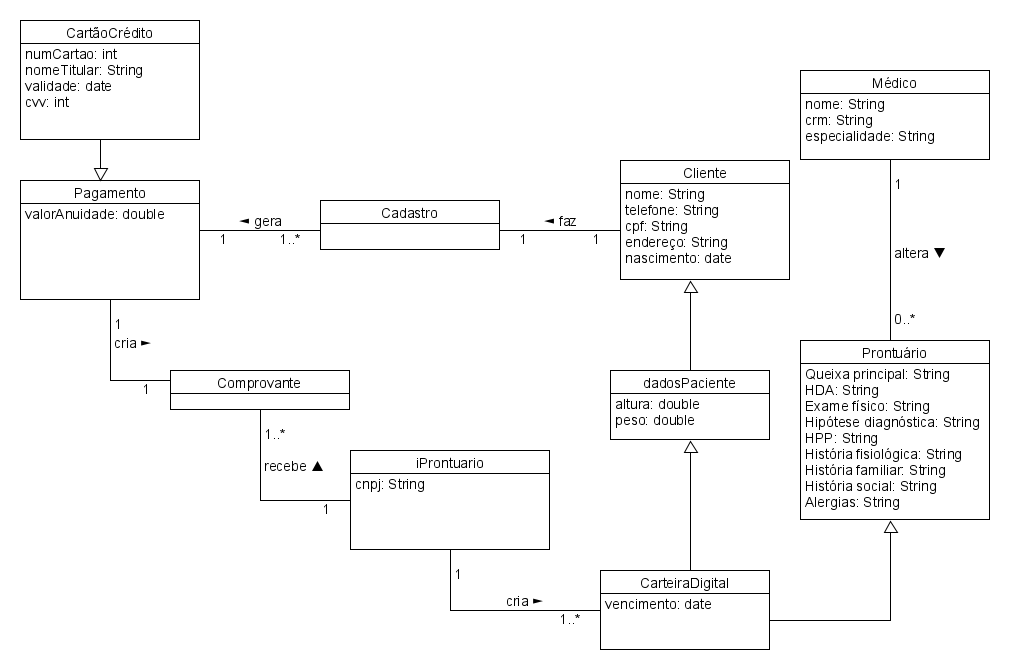 CartãoCrédito
numCartao: int
nomeTitular: String
validade: date
cvv: int
Médico
nome: String
crm: String
especialidade: String
Pagamento
valorAnuidade: double
◄ gera
1
1..*
Cadastro
◄ faz
1
1
Cliente
nome: String
telefone: String
cpf: String
endereço: String
nascimento: date
1
altera ▼
0..*
1
cria ►
1
Comprovante
1..*
recebe ▲
1
dadosPaciente
altura: double
peso: double
Prontuário
Queixa principal: String
HDA: String
Exame físico: String
Hipótese diagnóstica: String
HPP: String
História fisiológica: String
História familiar: String
História social: String
Alergias: String
iProntuario
cnpj: String
1
cria ►
1..*
CarteiraDigital
vencimento: date